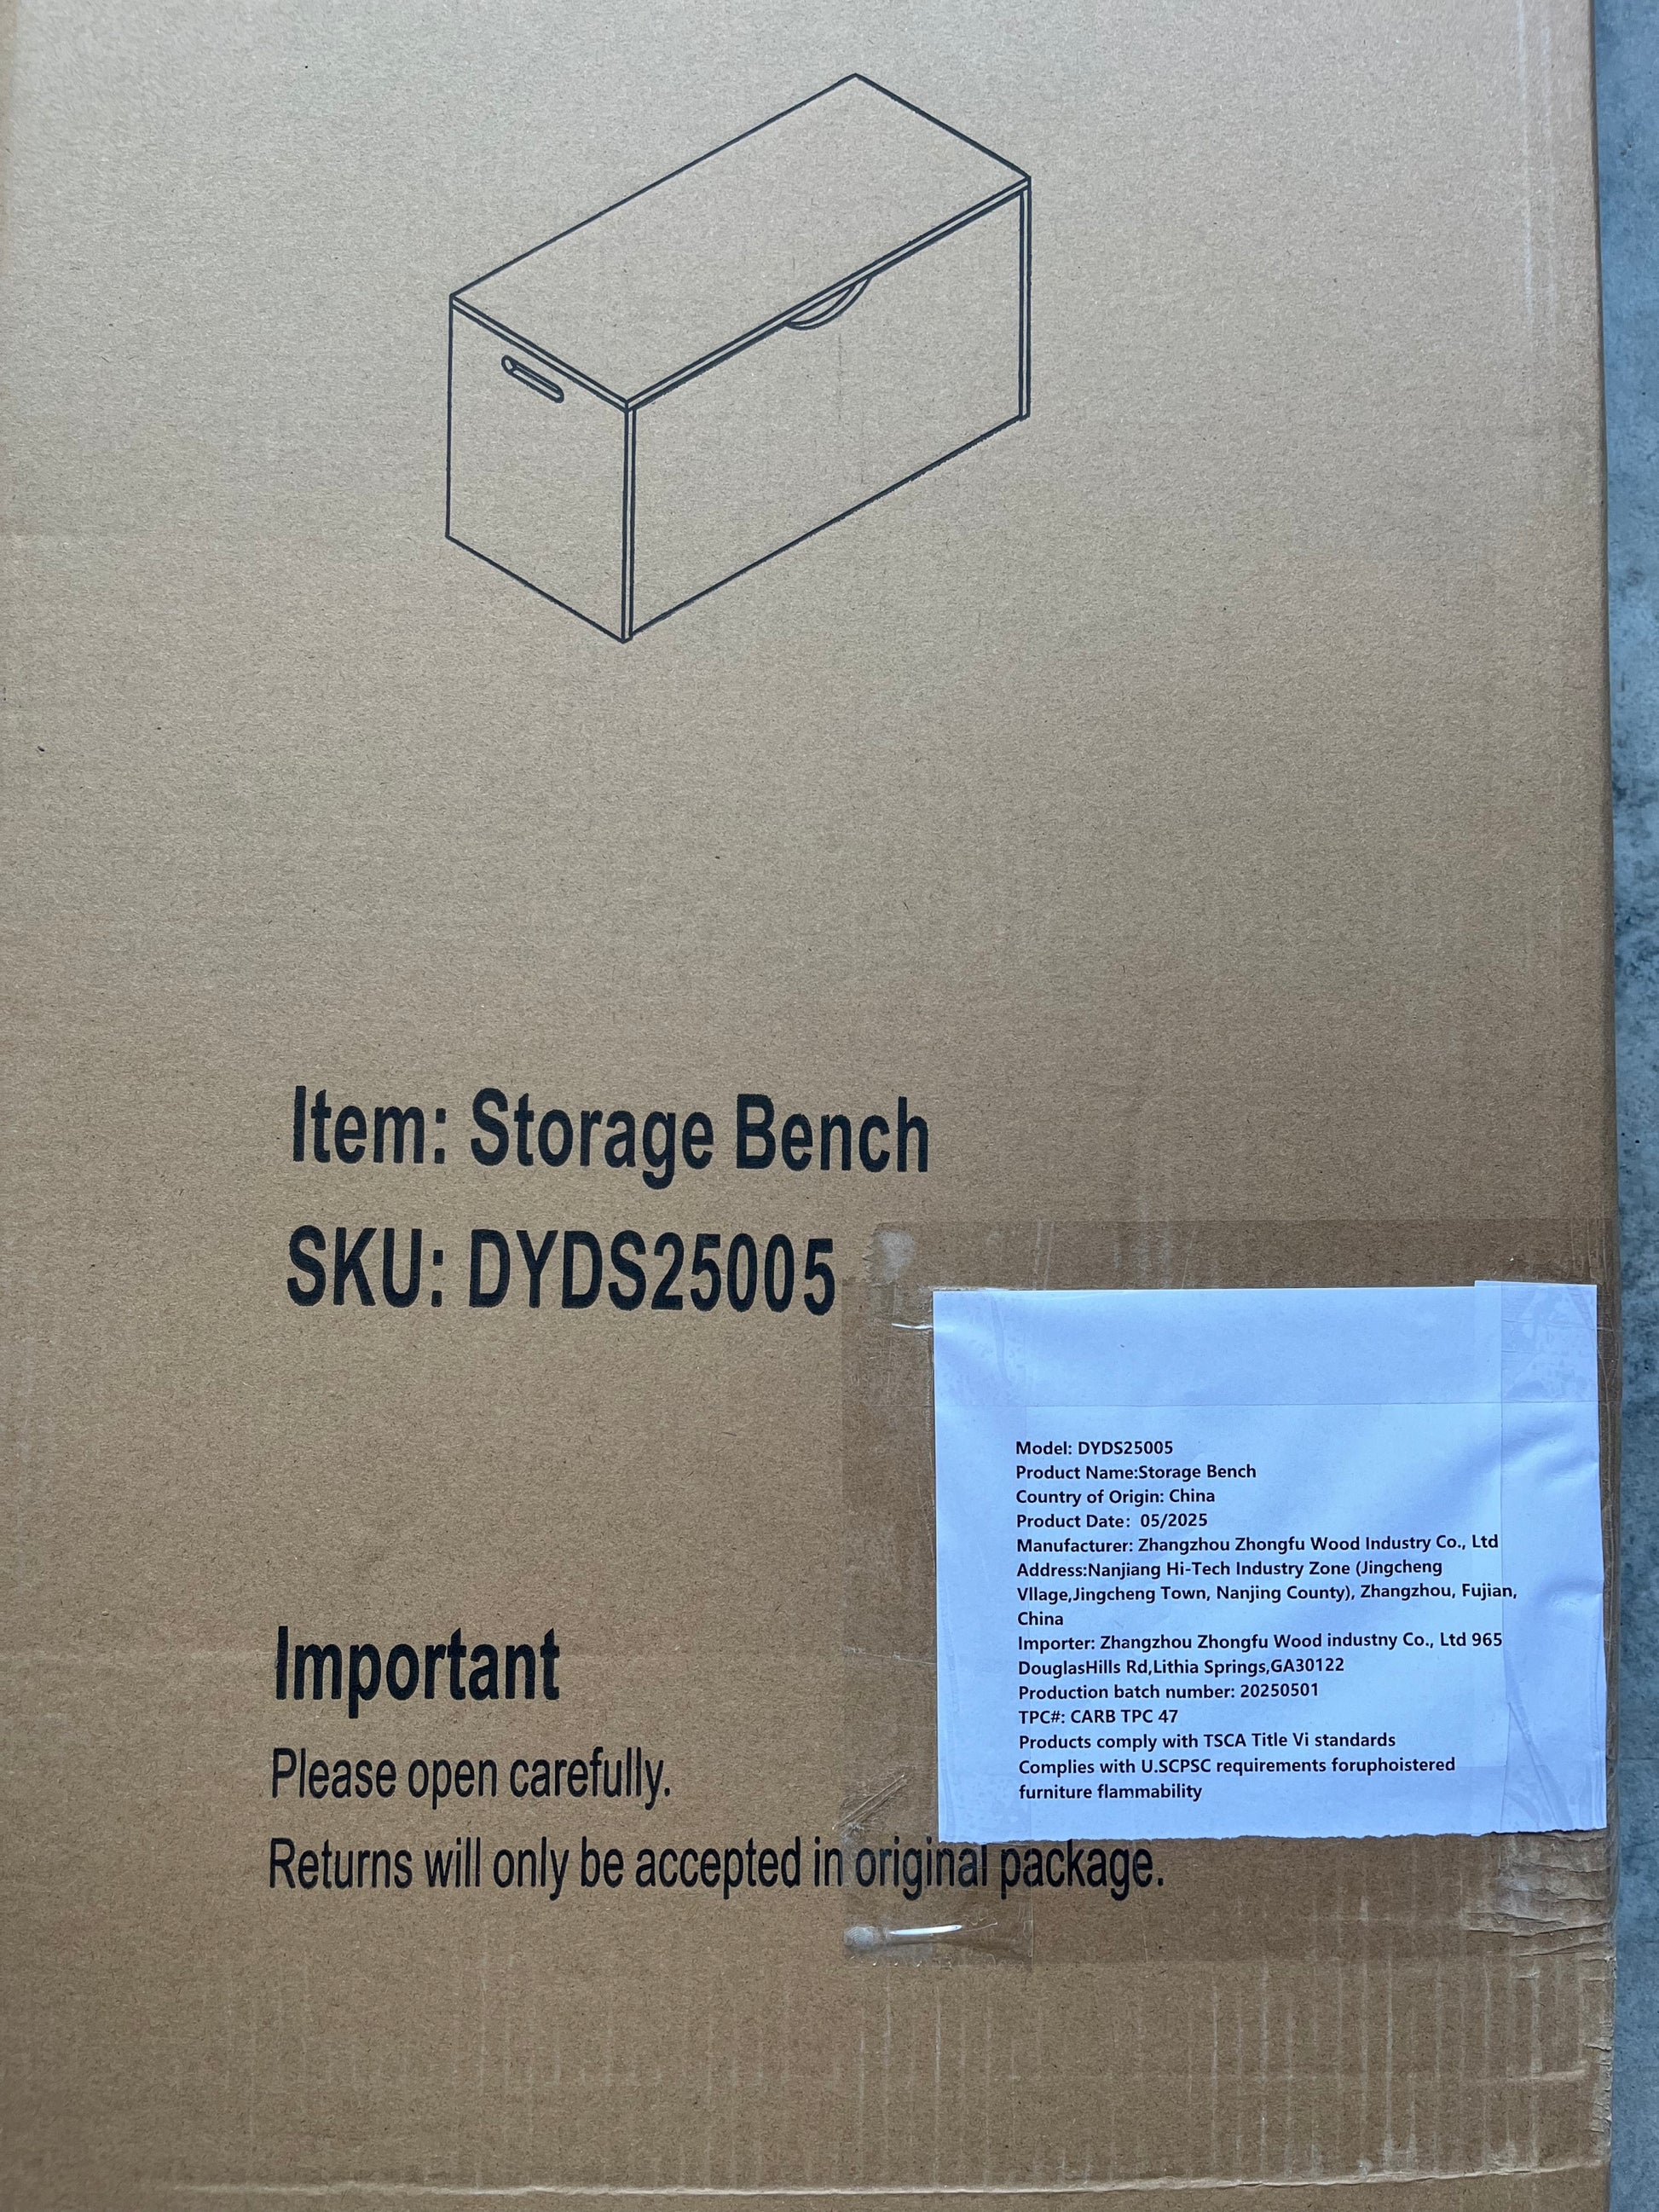 Item: Storage Bench
SKU: DYDS25005
Model: DYDS25005
Product Name:Storage Bench
Country of Origin: China
Product Date: 05/2025
Manufacturer: Zhangzhou Zhongfu Wood Industry Co., Ltd
Address:Nanjiang Hi-Tech Industry Zone (Jingcheng
Vllage,Jingcheng Town, Nanjing County), Zhangzhou, Fujian,
China
Importer: Zhangzhou Zhongfu Wood industny Co., Ltd 965
DouglasHills Rd,Lithia Springs,GA30122
Production batch number: 20250501
TPC#: CARB TPC 47
Products comply with TSCA Title Vi standards
Complies with U.SCPSC requirements foruphoistered
furniture flammability
Important
Please open carefully.
Returns will only be accepted in original package.